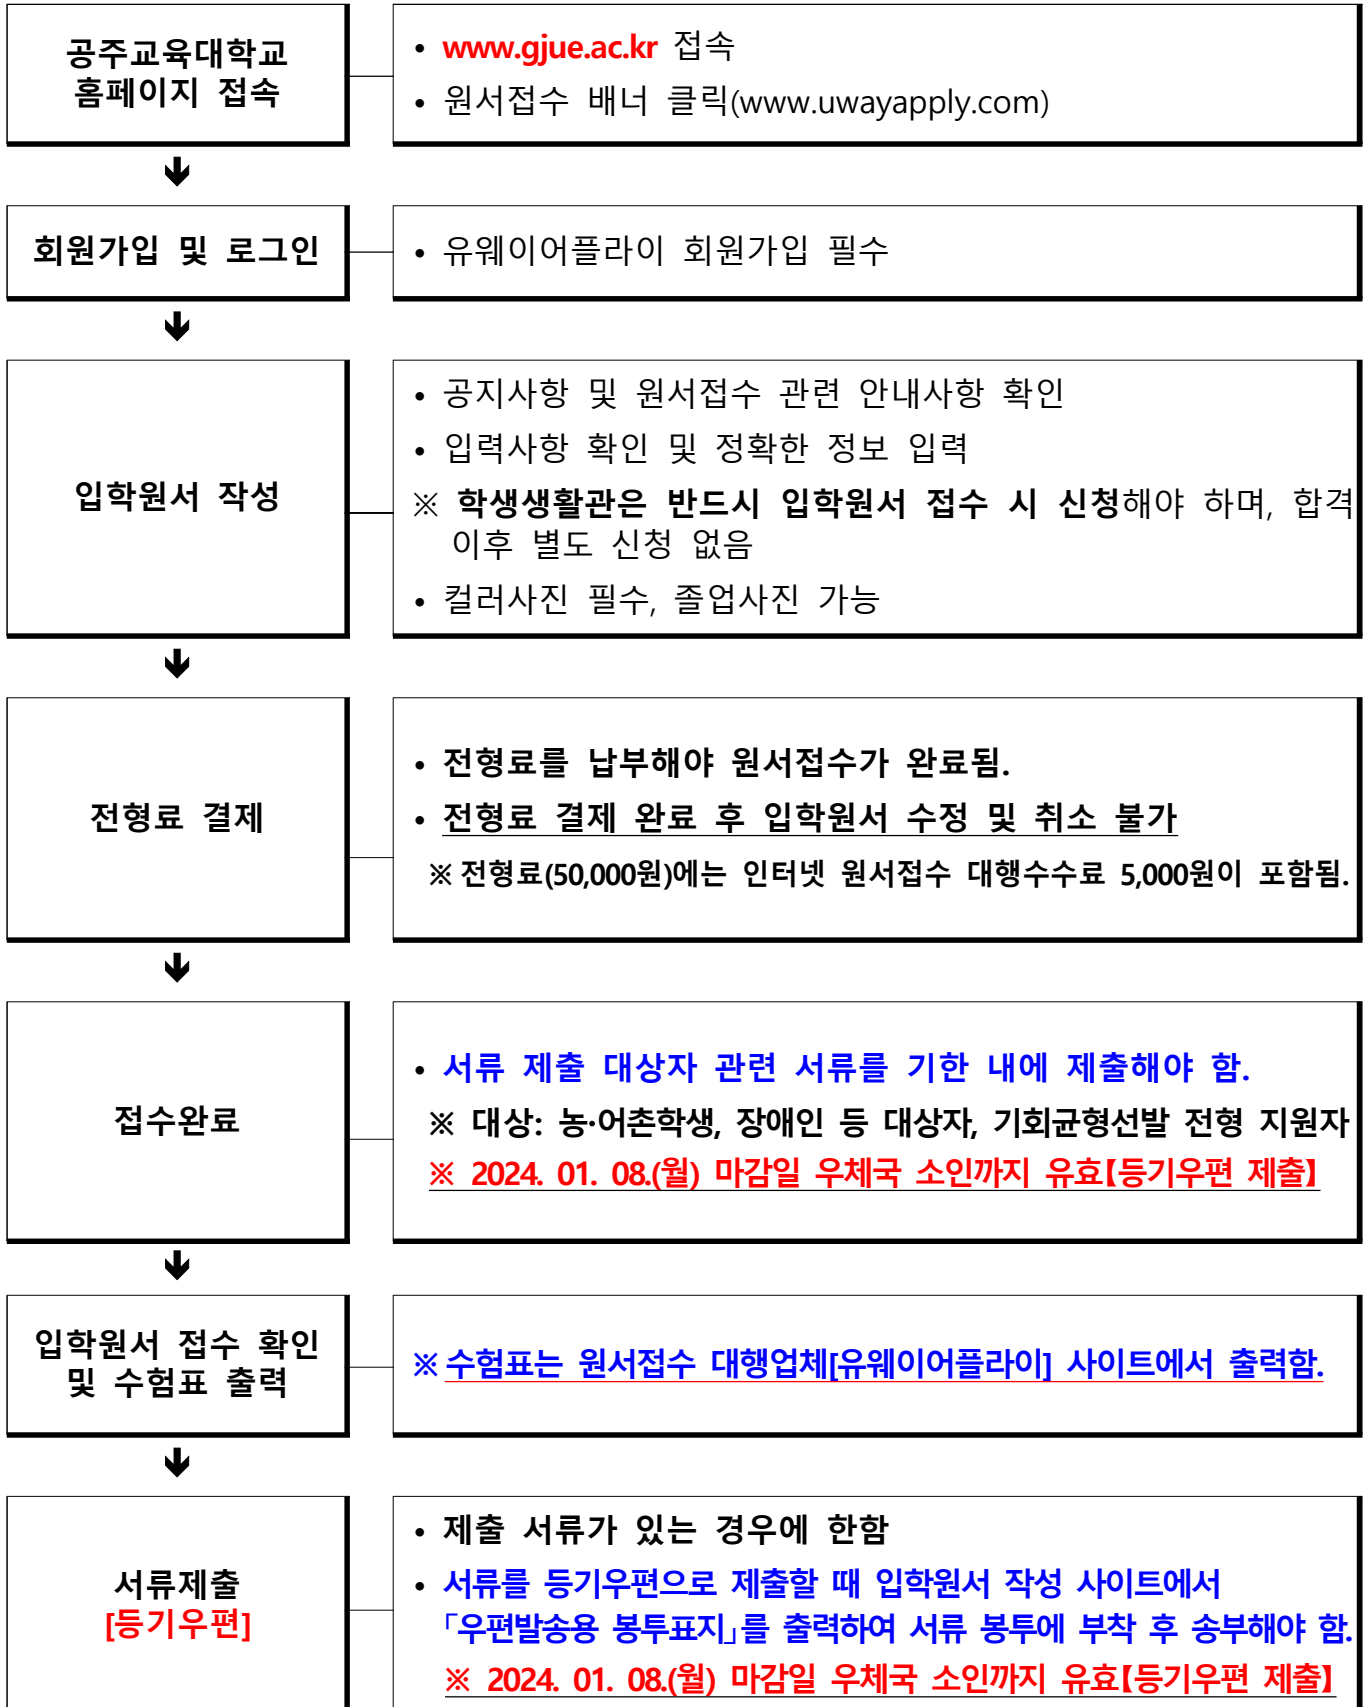 공주교육대학교
홈페이지 접속
• www.gjue.ac.kr 접속
• 원서접수 배너 클릭(www.uwayapply.com)
🡻
회원가입 및 로그인
• 유웨이어플라이 회원가입 필수
🡻
입학원서 작성
• 공지사항 및 원서접수 관련 안내사항 확인
• 입력사항 확인 및 정확한 정보 입력
※ 학생생활관은 반드시 입학원서 접수 시 신청해야 하며, 합격
이후 별도 신청 없음
• 컬러사진 필수, 졸업사진 가능
🡻
전형료 결제
• 전형료를 납부해야 원서접수가 완료됨.
• 전형료 결제 완료 후 입학원서 수정 및 취소 불가
※ 전형료(50,000원)에는 인터넷 원서접수 대행수수료 5,000원이 포함됨.
🡻
접수완료
• 서류 제출 대상자 관련 서류를 기한 내에 제출해야 함.
※ 대상: 농·어촌학생, 장애인 등 대상자, 기회균형선발 전형 지원자
※ 2024. 01. 08.(월) 마감일 우체국 소인까지 유효【등기우편 제출】
🡻
입학원서 접수 확인
및 수험표 출력
※ 수험표는 원서접수 대행업체[유웨이어플라이] 사이트에서 출력함.
🡻
서류제출
[등기우편]
• 제출 서류가 있는 경우에 한함
• 서류를 등기우편으로 제출할 때 입학원서 작성 사이트에서
「우편발송용 봉투표지」를 출력하여 서류 봉투에 부착 후 송부해야 함.
※ 2024. 01. 08.(월) 마감일 우체국 소인까지 유효【등기우편 제출】